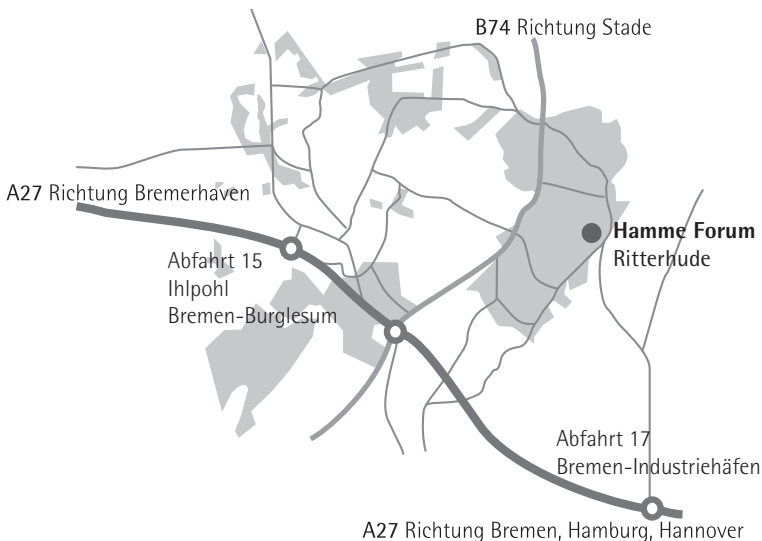 B74 Richtung Stade
A27 Richtung Bremerhaven
Hamme Forum
Ritterhude
Abfahrt 15
Ihlpohl
Bremen-Burglesum
Abfahrt 17
Bremen-Industriehäfen
A27 Richtung Bremen, Hamburg, Hannover